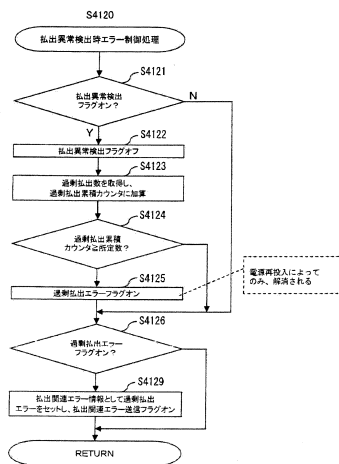 S4120
払出異常検出時エラー制御処理
S4121
払出異常検出
フラグオン?
N
Y
S4122
払出異常検出フラグオフ
S4123
過剰払出数を取得し、
過剰払出累積カウンタに加算
S4124
過剰払出累積
カウンタ≧所定数?
S4125
過剰払出エラーフラグオン
電源再投入によって
のみ、解消される
S4126
過剰払出エラー
フラグオン?
S4129
払出関連エラー情報として過剰払出
エラーをセットし、払出関連エラー送信フラグオン
RETURN